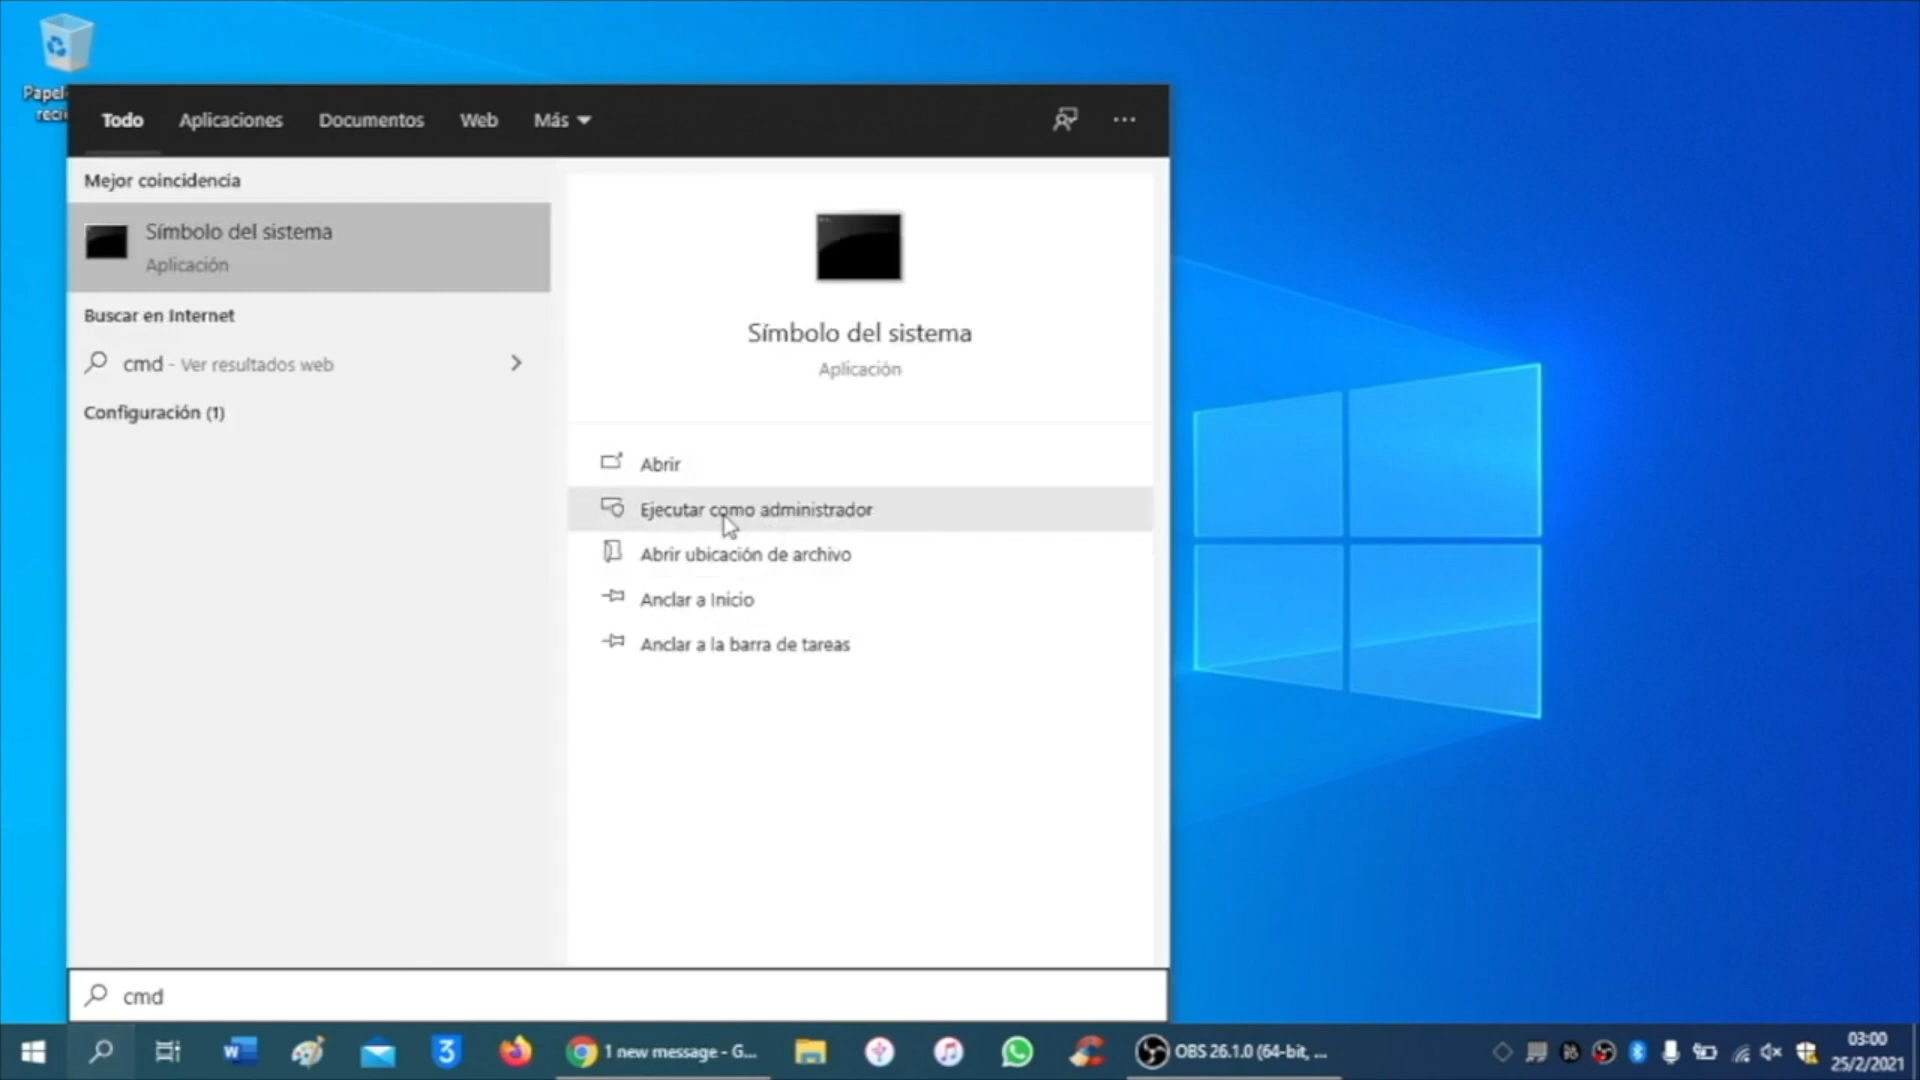 Papel
reci
Todo
Aplicaciones
Documentos
Web
Más
Mejor coincidencia
Símbolo del sistema
Aplicación
Buscar en Internet
cmd - Ver resultados web
Configuración (1)
Símbolo del sistema
Aplicación
Abrir
Ejecutar como administrador
Abrir ubicación de archivo
Anclar a Inicio
Anclar a la barra de tareas
cmd
1 new message - G...
OBS 26.1.0 (64-bit, ...
03:00
25/2/2021